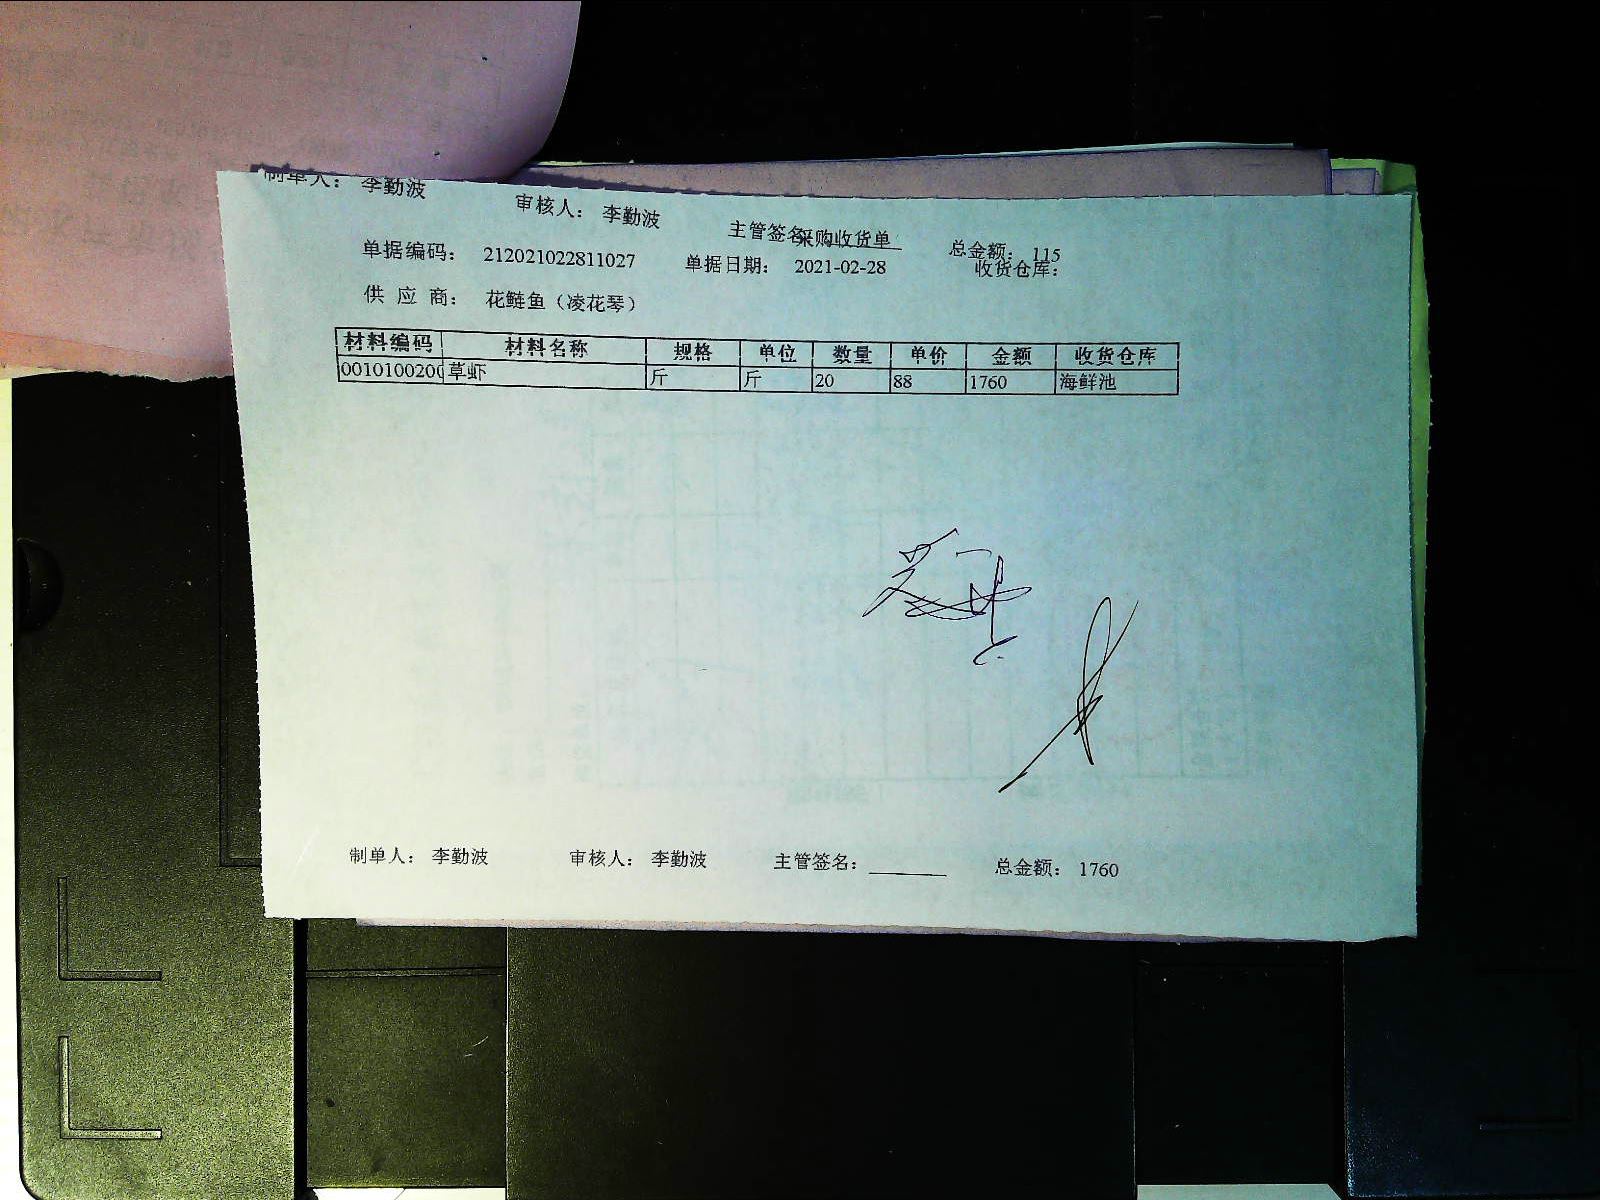 制单人： 李勤波 审核人： 李勤波 主管签名： 总金额： 115
采购收货单
单据编码： 212021022811027 单据日期： 2021-02-28 收货仓库：
供 应 商： 花鲢鱼（凌花琴）
材料编码 材料名称 规格 单位 数量 单价 金额 收货仓库
0010100200 草虾 斤 斤 20 88 1760 海鲜池
制单人： 李勤波 审核人： 李勤波 主管签名： 总金额： 1760